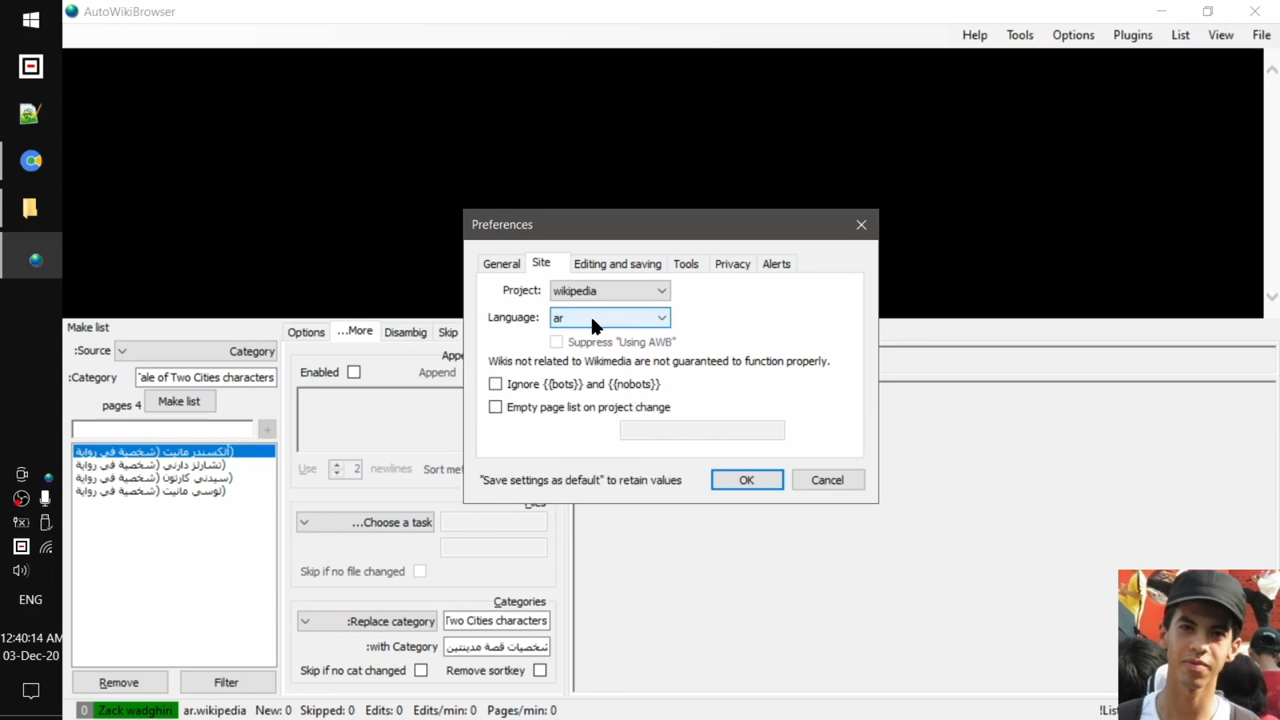 AutoWikiBrowser
Help Tools Options Plugins List View File
Preferences
General Site Editing and saving Tools Privacy Alerts
Project: wikipedia
Language: ar
Suppress "Using AWB"
Wikis not related to Wikimedia are not guaranteed to function properly.
Ignore {{bots}} and {{nobots}}
Empty page list on project change
"Save settings as default" to retain values OK Cancel
Make list
:Source Category
:Category ale of Two Cities characters
pages 4 Make list
ألكسندر مانيت (شخصية في رواية)
تشارلز دارني (شخصية في رواية)
سيدني كارتون (شخصية في رواية)
لوسي مانيت (شخصية في رواية)
Remove Filter
Options ...More Disambig Skip
Appe
Enabled Append
Use 2 newlines Sort met
Files
...Choose a task
Skip if no file changed
Categories
:Replace category Two Cities characters
:with Category شخصيات قصة مدينتين
Skip if no cat changed Remove sortkey
0 Zack wadghiri ar.wikipedia New: 0 Skipped: 0 Edits: 0 Edits/min: 0 Pages/min: 0 !List
ENG
12:40:14 AM
03-Dec-20